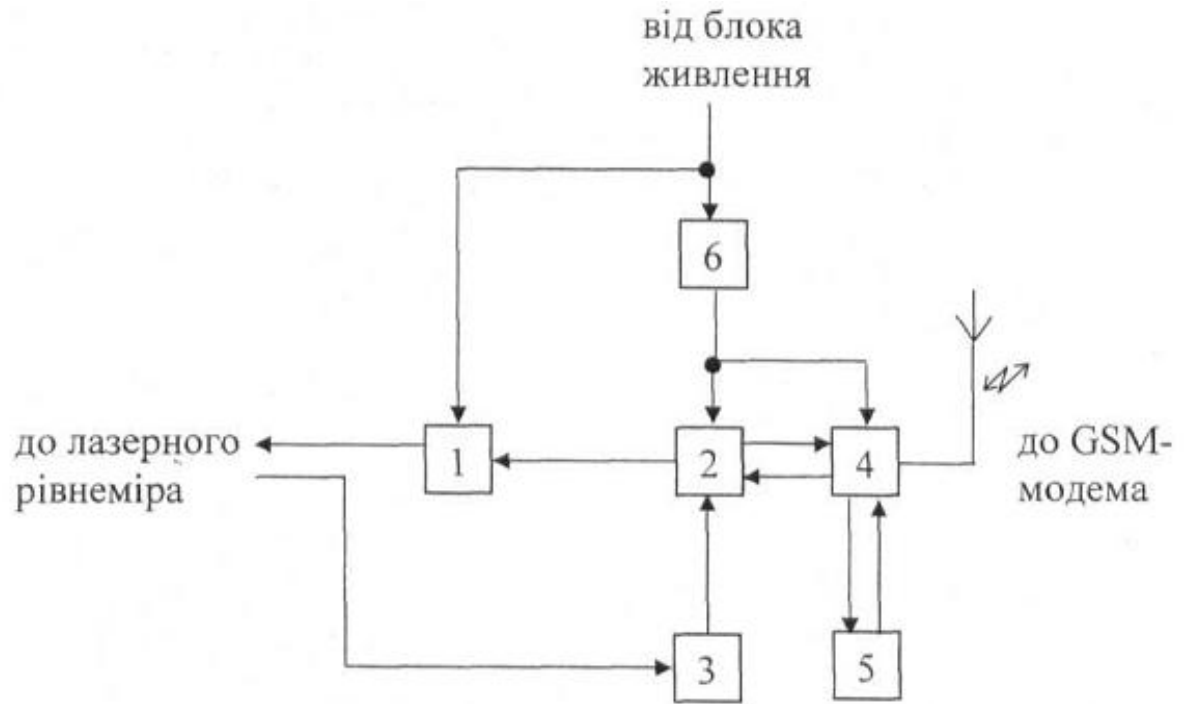 від блока
живлення
6
до лазерного
рівнеміра
1
2
4
до GSM-
модема
3
5